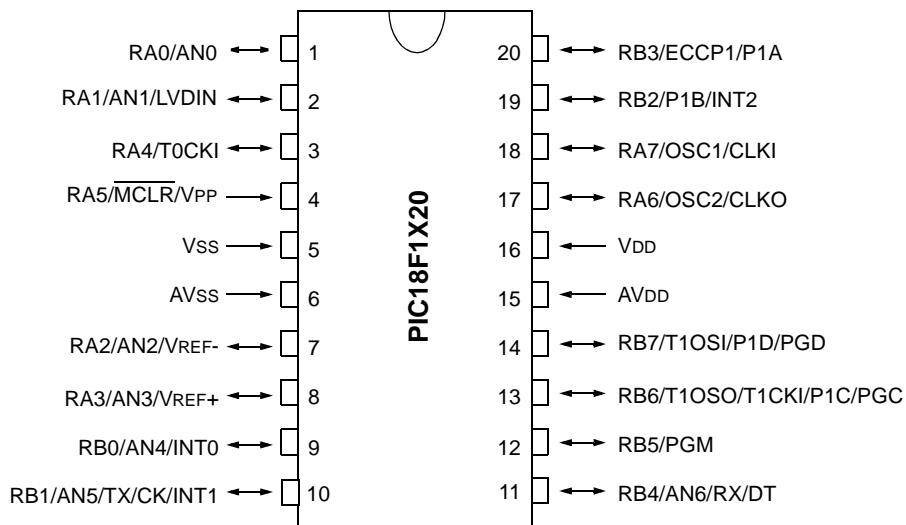 RA0/AN0 1 20 RB3/ECCP1/P1A
RA1/AN1/LVDIN 2 19 RB2/P1B/INT2
RA4/T0CKI 3 18 RA7/OSC1/CLKI
RA5/MCLR/VPP 4 17 RA6/OSC2/CLKO
VSS 5 16 VDD
AVSS 6 15 AVDD
RA2/AN2/VREF- 7 14 RB7/T1OSI/P1D/PGD
RA3/AN3/VREF+ 8 13 RB6/T1OSO/T1CKI/P1C/PGC
RB0/AN4/INT0 9 12 RB5/PGM
RB1/AN5/TX/CK/INT1 10 11 RB4/AN6/RX/DT
PIC18F1X20